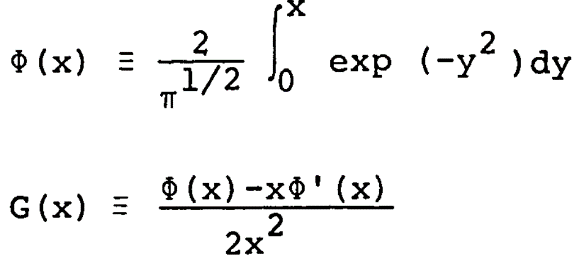 Φ(x) ≡ 2/π^{1/2} ∫_0^x exp (-y^2)dy
G(x) ≡ Φ(x)-xΦ'(x)/2x^2